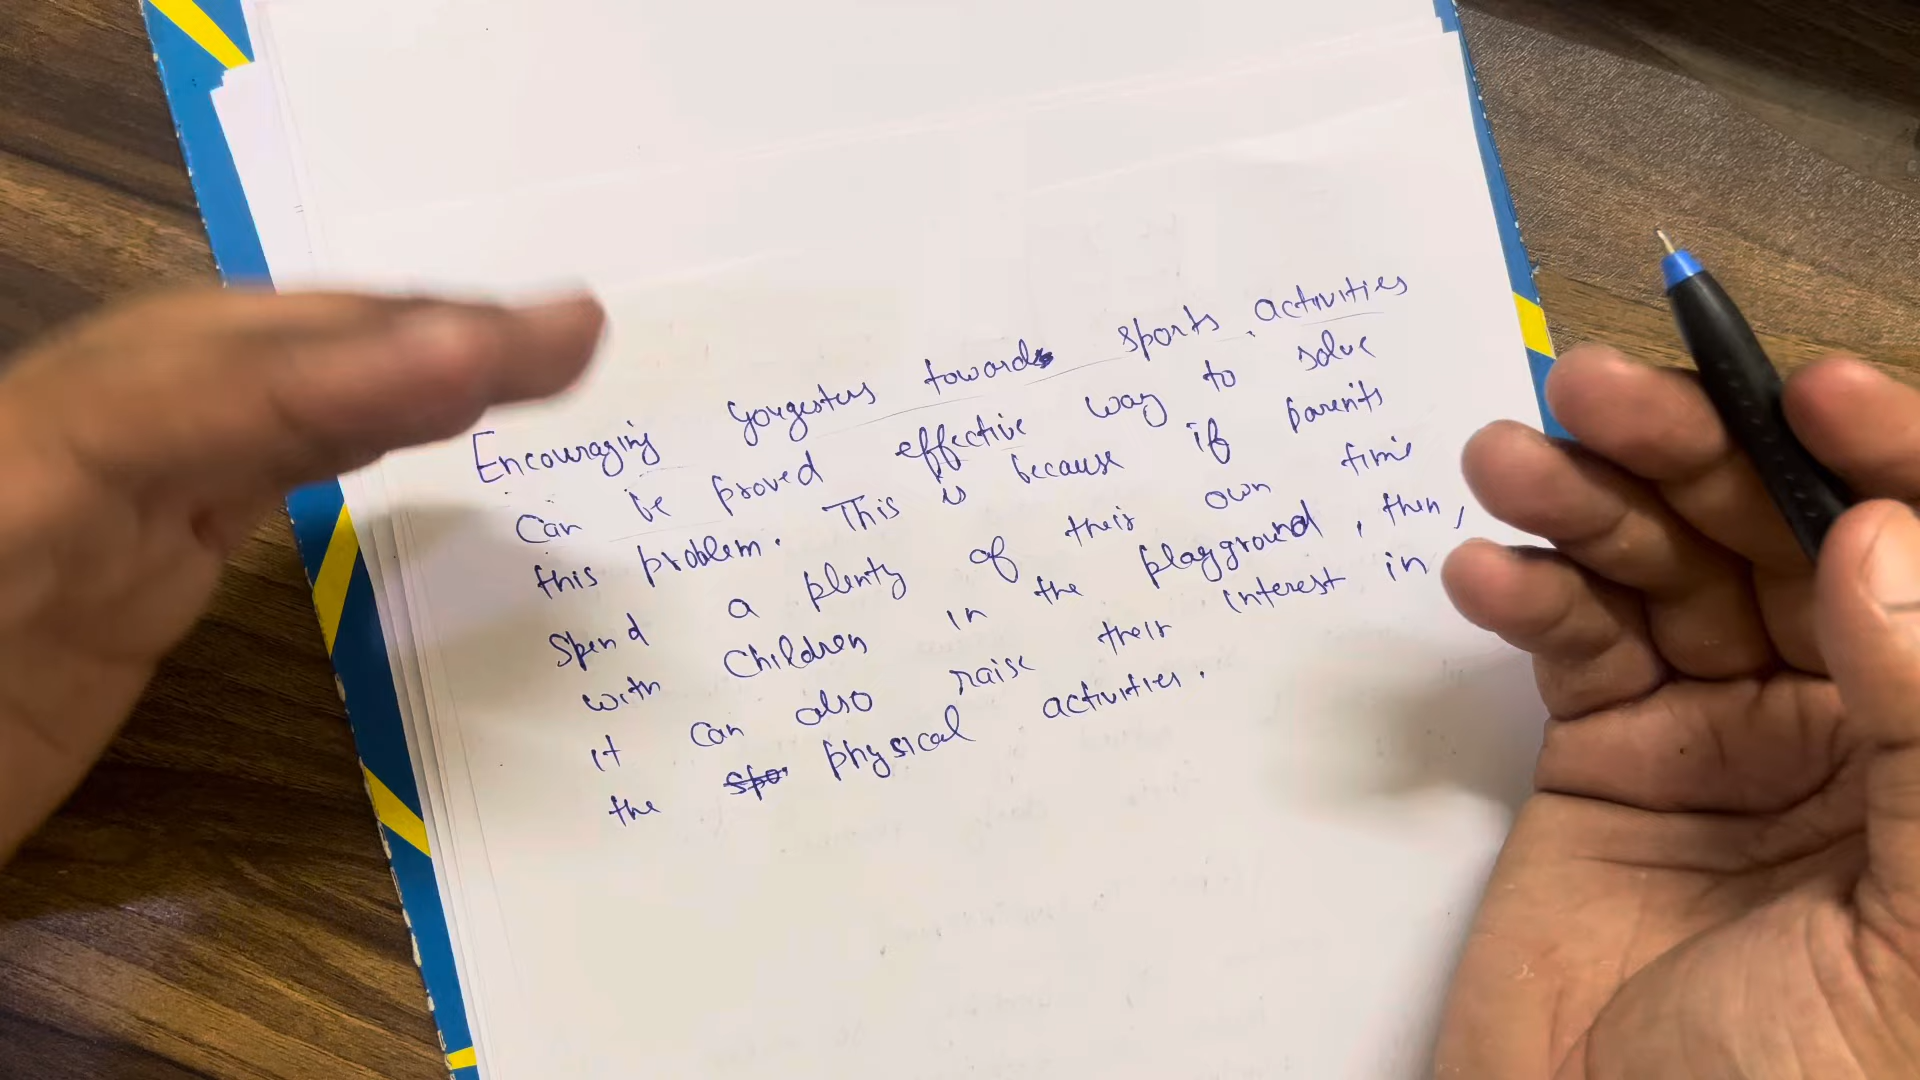 Encouraging yougesters towards sports activities
Can be proved effective way to solve
this problem. This is because if parents
Spend a plenty of their own time
with Children in the playground, then,
it can also raise their interest in
the spo physical activities.